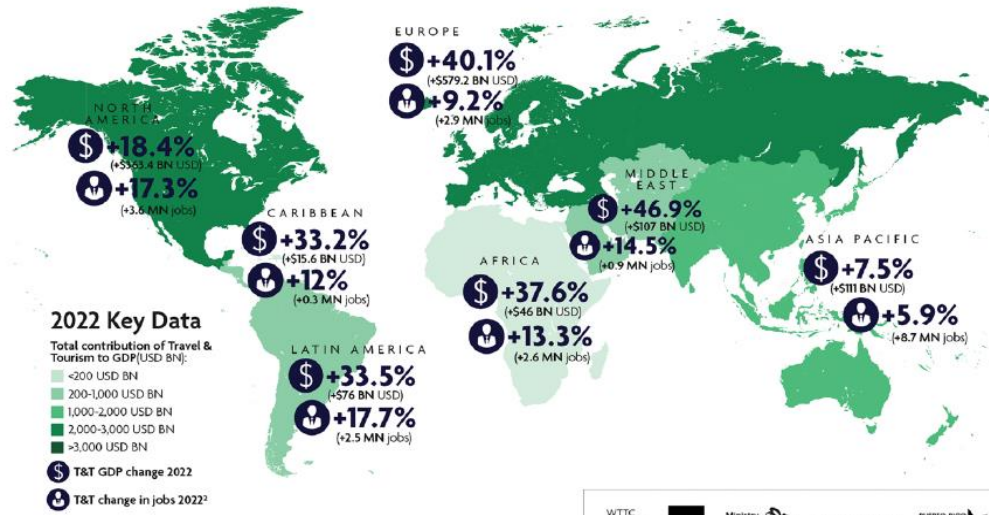 EUROPE
$ +40.1%
(+$579.2 BN USD)
+9.2%
(+2.9 MN jobs)
NORTH
AMERICA
$ +18.4%
(+$363.4 BN USD)
+17.3%
(+3.6 MN jobs)
CARIBBEAN
$ +33.2%
(+$15.6 BN USD)
+12%
(+0.3 MN jobs)
MIDDLE
EAST
$ +46.9%
(+$107 BN USD)
+14.5%
(+0.9 MN jobs)
AFRICA
$ +37.6%
(+$46 BN USD)
+13.3%
(+2.6 MN jobs)
ASIA PACIFIC
$ +7.5%
(+$111 BN USD)
+5.9%
(+8.7 MN jobs)
LATIN AMERICA
$ +33.5%
(+$76 BN USD)
+17.7%
(+2.5 MN jobs)
2022 Key Data
Total contribution of Travel &
Tourism to GDP(USD BN):
<200 USD BN
200-1,000 USD BN
1,000-2,000 USD BN
2,000-3,000 USD BN
>3,000 USD BN
$ T&T GDP change 2022
T&T change in jobs 2022²
WTTC